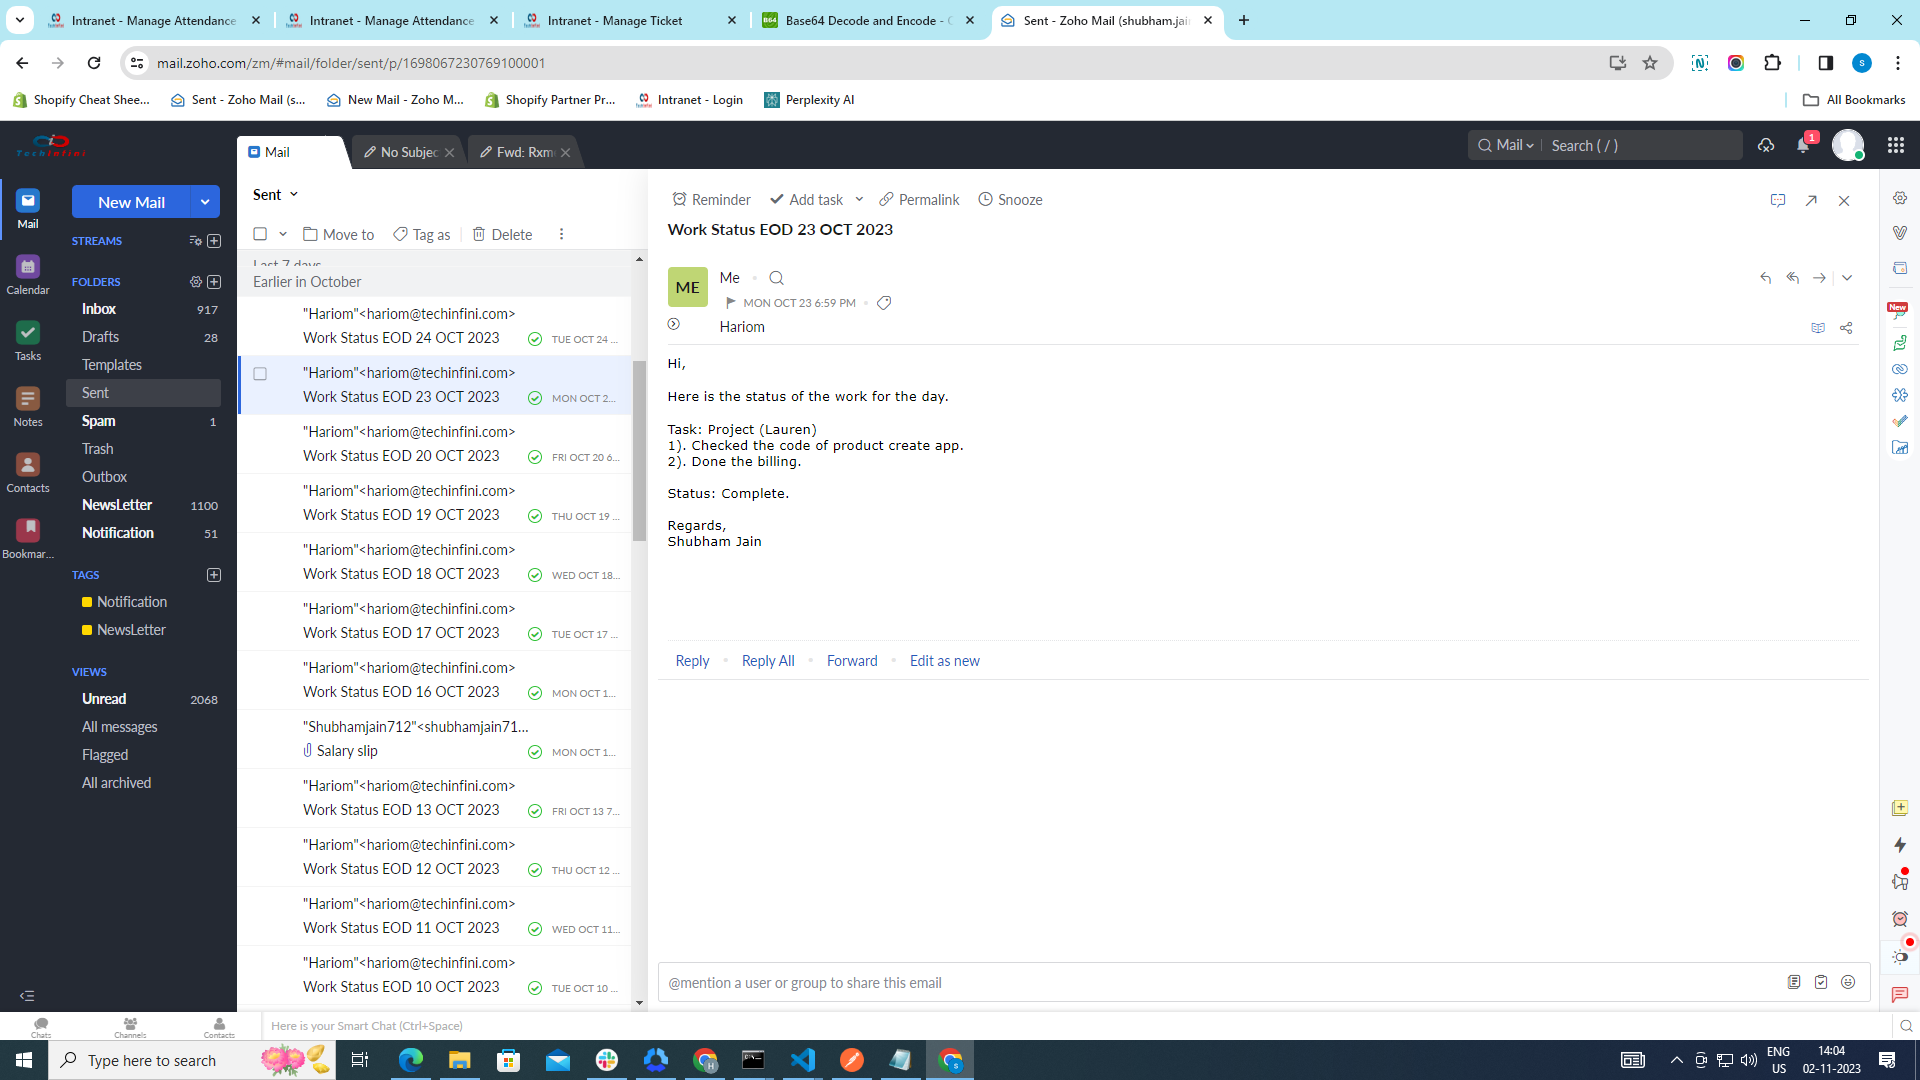 Intranet - Manage Attendance
Intranet - Manage Attendance
Intranet - Manage Ticket
Base64 Decode and Encode -
Sent - Zoho Mail (shubham.jai
mail.zoho.com/zm/#mail/folder/sent/p/1698067230769100001
Shopify Cheat Shee...
Sent - Zoho Mail (s...
New Mail - Zoho M...
Shopify Partner Pr...
Intranet - Login
Perplexity AI
All Bookmarks
Techinfini
Mail
No Subjec
Fwd: Rxm
Mail
Search ( / )
1
Mail
Calendar
Tasks
Notes
Contacts
Bookmar...
New Mail
STREAMS
FOLDERS
Inbox 917
Drafts 28
Templates
Sent
Spam 1
Trash
Outbox
NewsLetter 1100
Notification 51
TAGS
Notification
NewsLetter
VIEWS
Unread 2068
All messages
Flagged
All archived
Sent
Move to
Tag as
Delete
Last 7 days
Earlier in October
"Hariom"<hariom@techinfini.com>
Work Status EOD 24 OCT 2023 TUE OCT 24 ...
"Hariom"<hariom@techinfini.com>
Work Status EOD 23 OCT 2023 MON OCT 2...
"Hariom"<hariom@techinfini.com>
Work Status EOD 20 OCT 2023 FRI OCT 20 6...
"Hariom"<hariom@techinfini.com>
Work Status EOD 19 OCT 2023 THU OCT 19 ...
"Hariom"<hariom@techinfini.com>
Work Status EOD 18 OCT 2023 WED OCT 18...
"Hariom"<hariom@techinfini.com>
Work Status EOD 17 OCT 2023 TUE OCT 17 ...
"Hariom"<hariom@techinfini.com>
Work Status EOD 16 OCT 2023 MON OCT 1...
"Shubhamjain712"<shubhamjain71...
Salary slip MON OCT 1...
"Hariom"<hariom@techinfini.com>
Work Status EOD 13 OCT 2023 FRI OCT 13 7...
"Hariom"<hariom@techinfini.com>
Work Status EOD 12 OCT 2023 THU OCT 12 ...
"Hariom"<hariom@techinfini.com>
Work Status EOD 11 OCT 2023 WED OCT 11...
"Hariom"<hariom@techinfini.com>
Work Status EOD 10 OCT 2023 TUE OCT 10 ...
Reminder
Add task
Permalink
Snooze
Work Status EOD 23 OCT 2023
ME
Me
MON OCT 23 6:59 PM
Hariom
Hi,
Here is the status of the work for the day.
Task: Project (Lauren)
1). Checked the code of product create app.
2). Done the billing.
Status: Complete.
Regards,
Shubham Jain
Reply
Reply All
Forward
Edit as new
@mention a user or group to share this email
New
Chats
Channels
Contacts
Here is your Smart Chat (Ctrl+Space)
Type here to search
ENG
US
14:04
02-11-2023